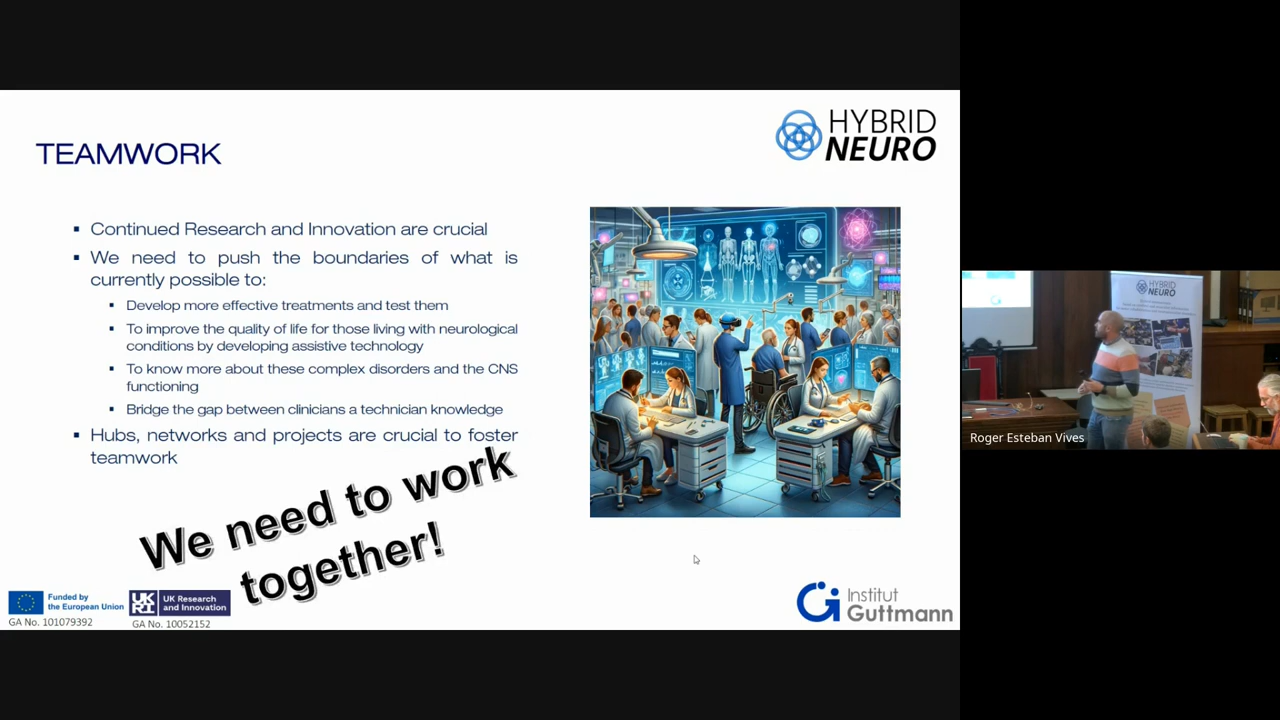 HYBRID
NEURO
TEAMWORK
▪ Continued Research and Innovation are crucial
▪ We need to push the boundaries of what is
currently possible to:
▪ Develop more effective treatments and test them
▪ To improve the quality of life for those living with neurological
conditions by developing assistive technology
▪ To know more about these complex disorders and the CNS
functioning
▪ Bridge the gap between clinicians a technician knowledge
▪ Hubs, networks and projects are crucial to foster
teamwork
We need to work
together!
Funded by
the European Union
GA No. 101079392
UK
RI
UK Research
and Innovation
GA No. 10052152
Institut
Guttmann
HYBRID
NEURO
Roger Esteban Vives